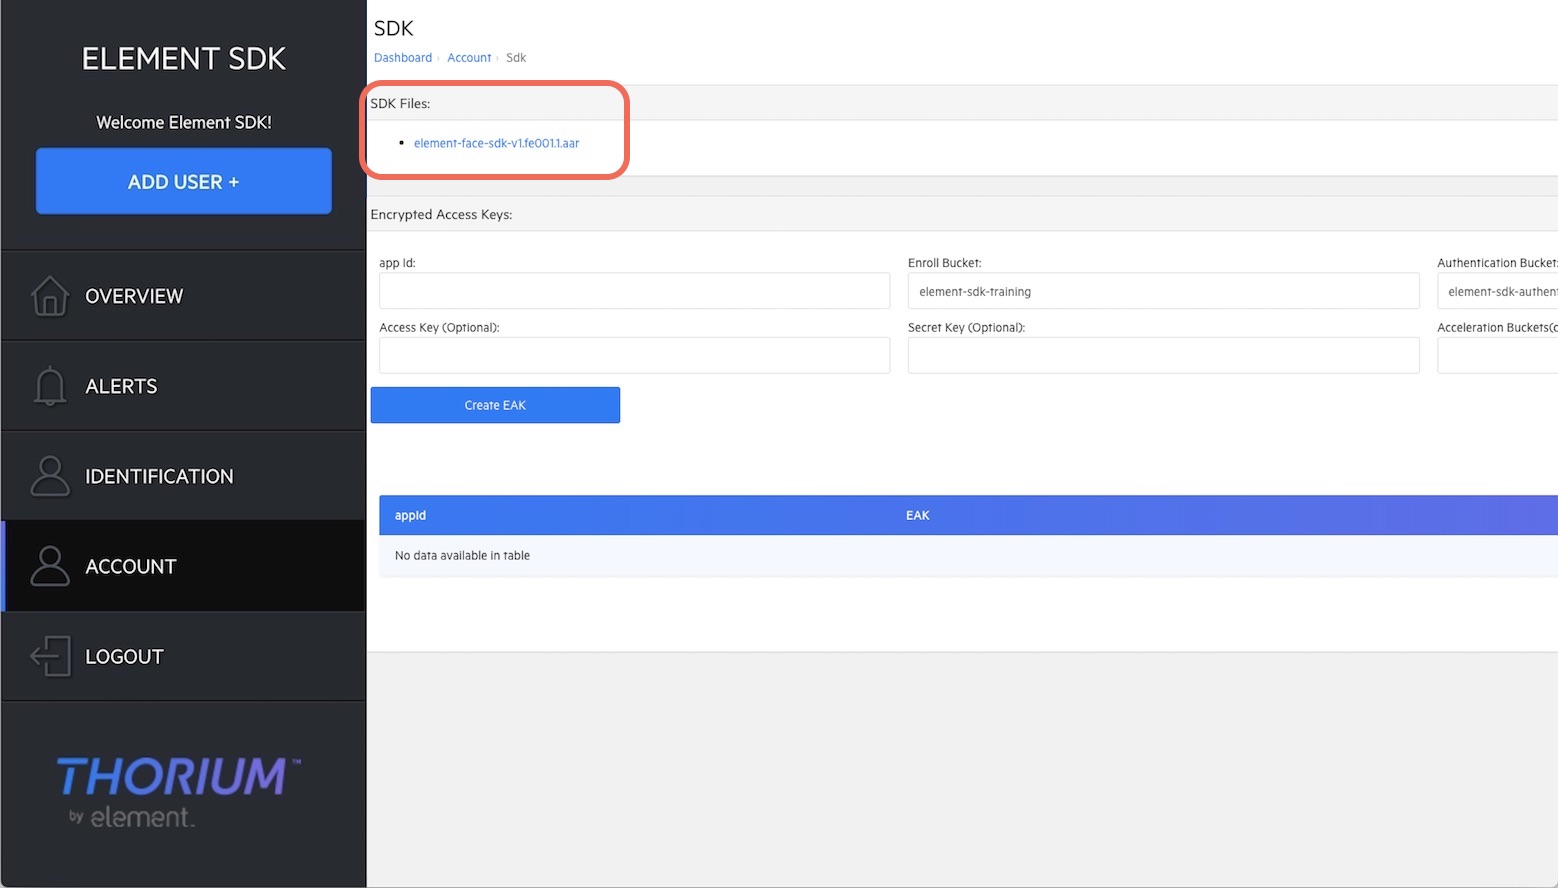 ELEMENT SDK
Welcome Element SDK!
ADD USER +
OVERVIEW
ALERTS
IDENTIFICATION
ACCOUNT
LOGOUT
THORIUM™
by element.
SDK
Dashboard › Account › Sdk
SDK Files:
• element-face-sdk-v1.fe001.1.aar
Encrypted Access Keys:
app Id: Enroll Bucket: Authentication Bucket:
element-sdk-training element-sdk-authent
Access Key (Optional): Secret Key (Optional): Acceleration Buckets(o
Create EAK
appId EAK
No data available in table